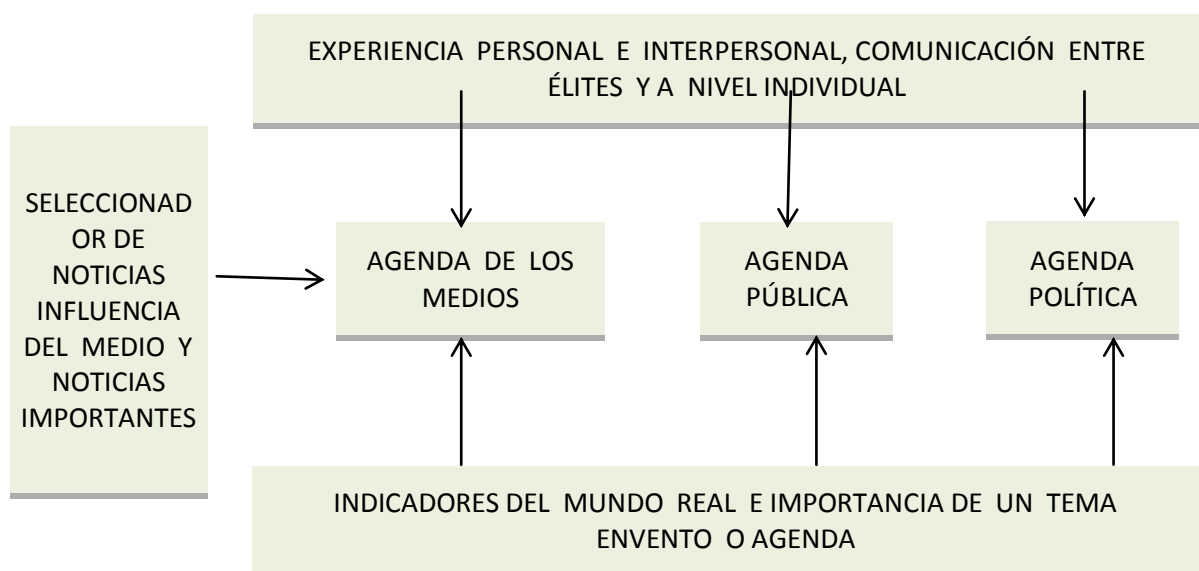 EXPERIENCIA PERSONAL E INTERPERSONAL, COMUNICACIÓN ENTRE
ÉLITES Y A NIVEL INDIVIDUAL
SELECCIONAD
OR DE
NOTICIAS
INFLUENCIA
DEL MEDIO Y
NOTICIAS
IMPORTANTES
AGENDA DE LOS
MEDIOS
AGENDA
PÚBLICA
AGENDA
POLÍTICA
INDICADORES DEL MUNDO REAL E IMPORTANCIA DE UN TEMA
ENVENTO O AGENDA